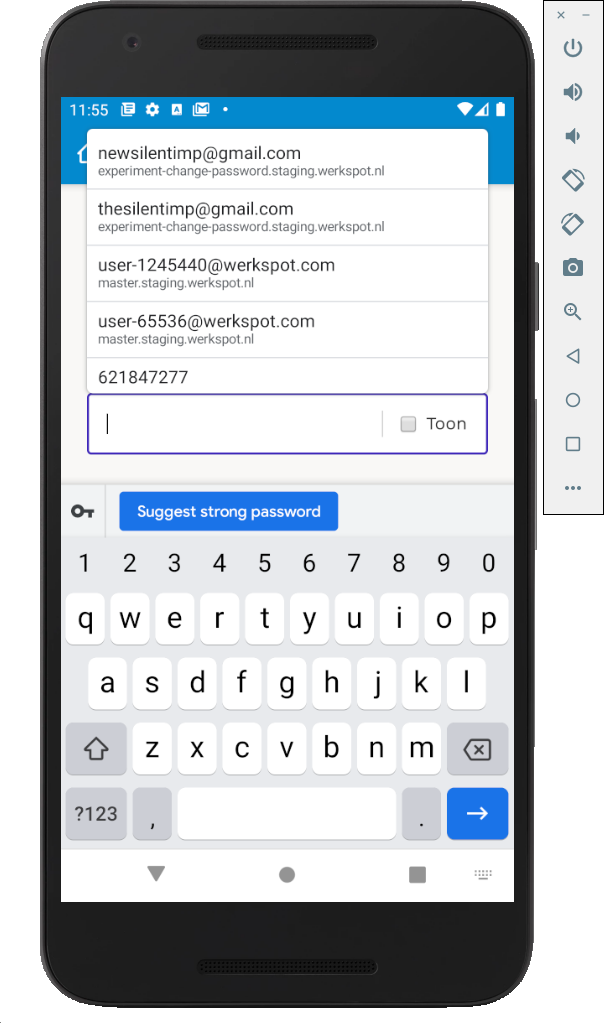 11:55
newsilentimp@gmail.com
experiment-change-password.staging.werkspot.nl
thesilentimp@gmail.com
experiment-change-password.staging.werkspot.nl
user-1245440@werkspot.com
master.staging.werkspot.nl
user-65536@werkspot.com
master.staging.werkspot.nl
621847277
Toon
Suggest strong password
1 2 3 4 5 6 7 8 9 0
q w e r t y u i o p
a s d f g h j k l
z x c v b n m
?123 , .